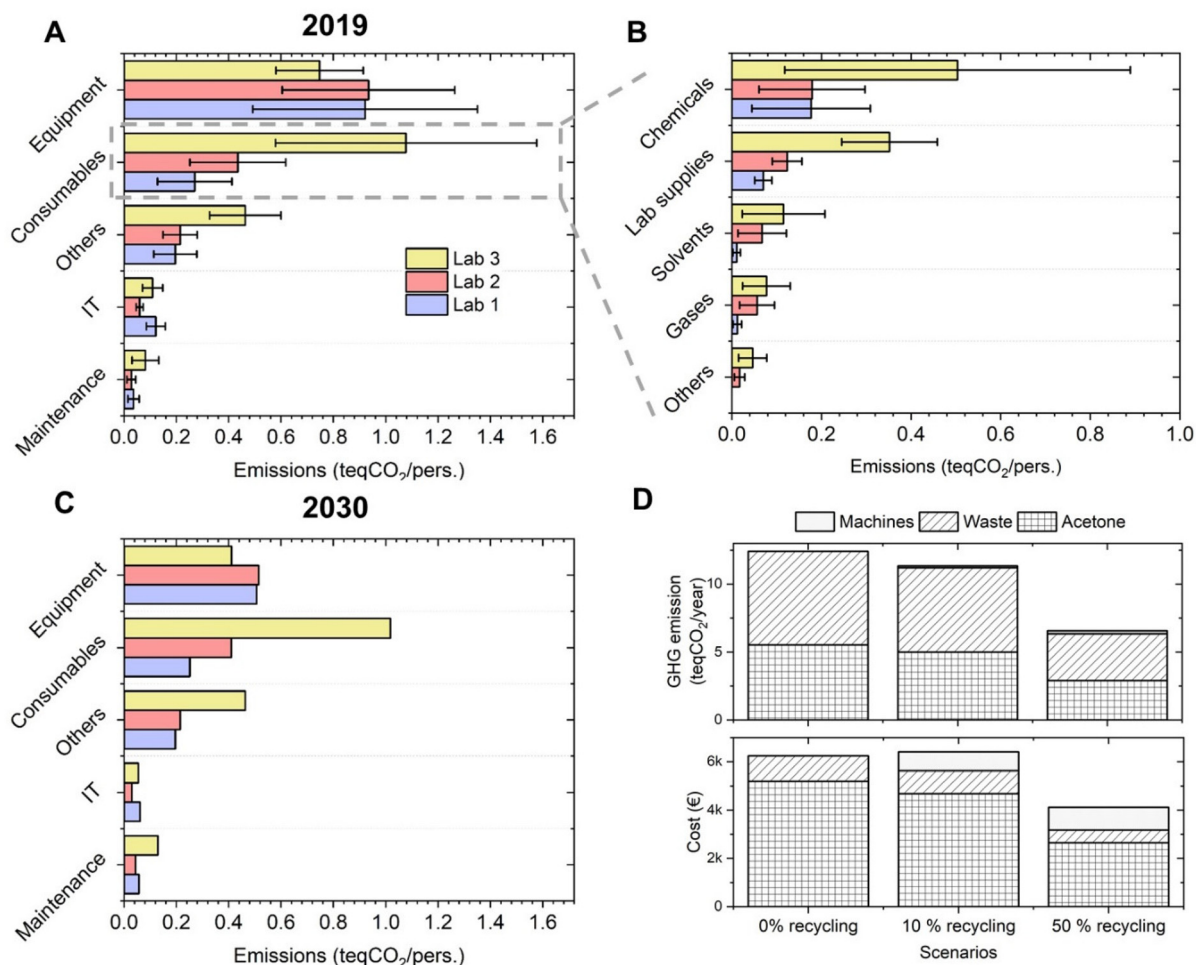 A
2019
Equipment
Consumables
Others
IT
Maintenance
Lab 3
Lab 2
Lab 1
0.0 0.2 0.4 0.6 0.8 1.0 1.2 1.4 1.6
Emissions (teqCO₂/pers.)
B
Chemicals
Lab supplies
Solvents
Gases
Others
0.0 0.2 0.4 0.6 0.8 1.0
Emissions (teqCO₂/pers.)
C
2030
Equipment
Consumables
Others
IT
Maintenance
0.0 0.2 0.4 0.6 0.8 1.0 1.2 1.4 1.6
Emissions (teqCO₂/pers.)
D
Machines Waste Acetone
GHG emission
(teqCO₂/year)
10
5
0
Cost (€)
6k
4k
2k
0
0% recycling 10 % recycling 50 % recycling
Scenarios